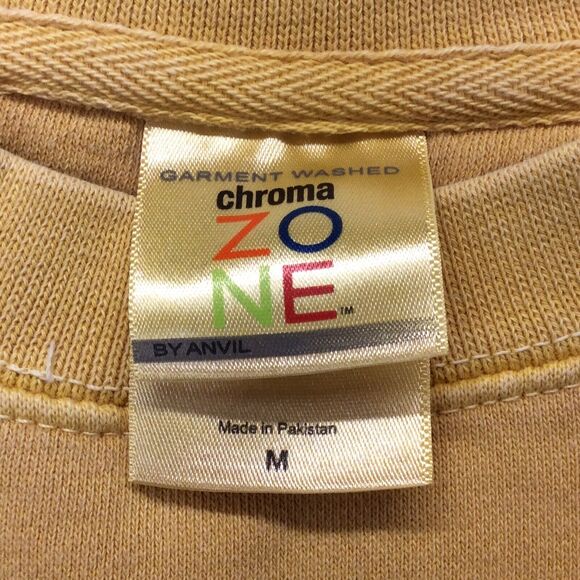 GARMENT WASHED
chroma
ZO
NE™
BY ANVIL
Made in Pakistan
M